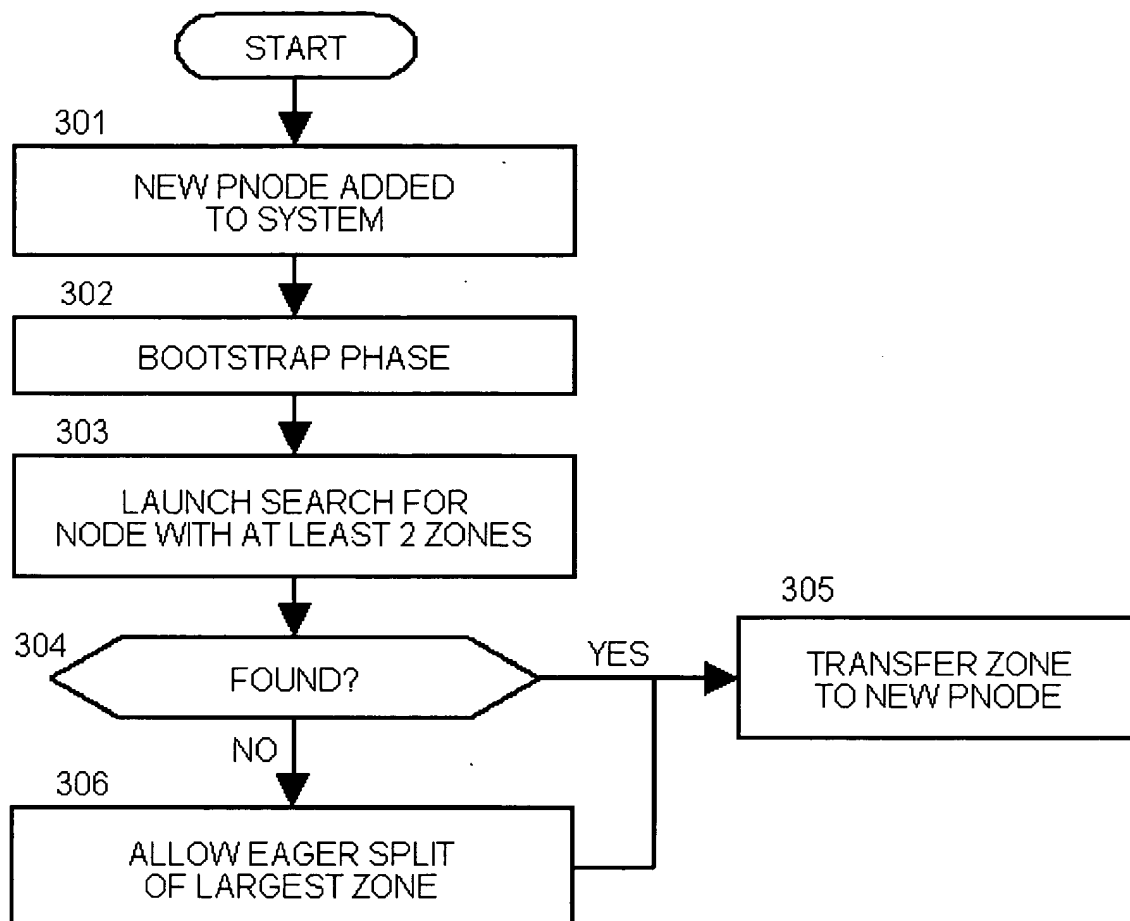 START
301
NEW PNODE ADDED
TO SYSTEM
302
BOOTSTRAP PHASE
303
LAUNCH SEARCH FOR
NODE WITH AT LEAST 2 ZONES
304
FOUND?
YES
305
TRANSFER ZONE
TO NEW PNODE
NO
306
ALLOW EAGER SPLIT
OF LARGEST ZONE